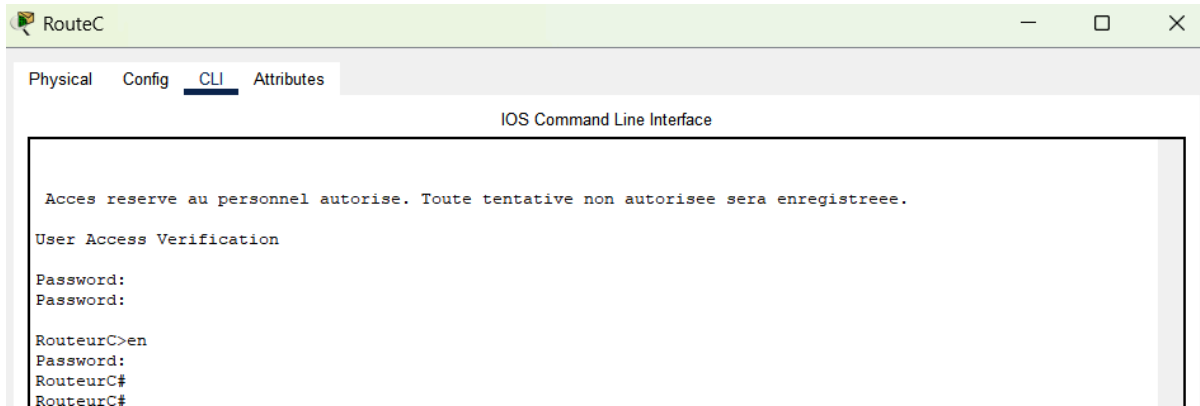 RouteC
Physical Config CLI Attributes
IOS Command Line Interface
Acces reserve au personnel autorise. Toute tentative non autorisee sera enregistreee.
User Access Verification
Password:
Password:
RouteurC>en
Password:
RouteurC#
RouteurC#